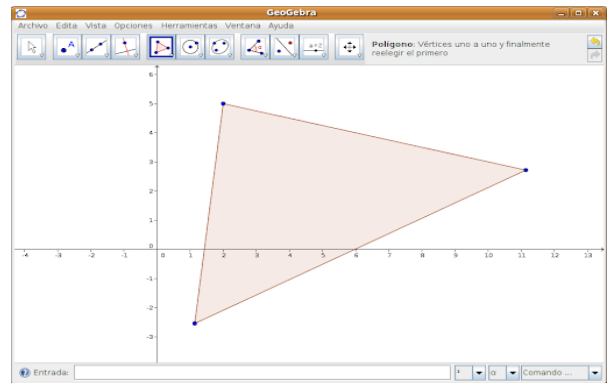 GeoGebra
Archivo Edita Vista Opciones Herramientas Ventana Ayuda
A
α
a=2
Polígono: Vértices uno a uno y finalmente
reelegir el primero
6
5
4
3
2
1
0
-1
-2
-3
-4 -3 -2 -1 0 1 2 3 4 5 6 7 8 9 10 11 12 13
Entrada: ² α Comando ...